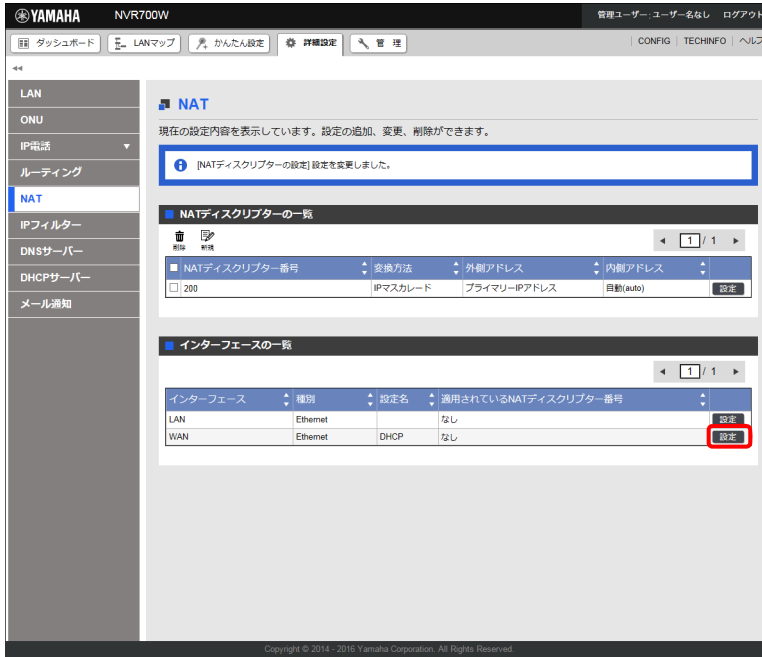 YAMAHA NVR700W 管理ユーザー:ユーザー名なし ログアウト
ダッシュボード LANマップ かんたん設定 詳細設定 管 理 CONFIG TECHINFO ヘルプ
LAN
ONU
IP電話
ルーティング
NAT
IPフィルター
DNSサーバー
DHCPサーバー
メール通知
NAT
現在の設定内容を表示しています。設定の追加、変更、削除ができます。
[NATディスクリプターの設定] 設定を変更しました。
NATディスクリプターの一覧
削除 新規 1 / 1
NATディスクリプター番号 変換方法 外側アドレス 内側アドレス
200 IPマスカレード プライマリーIPアドレス 自動(auto) 設定
インターフェースの一覧
1 / 1
インターフェース 種別 設定名 適用されているNATディスクリプター番号
LAN Ethernet なし 設定
WAN Ethernet DHCP なし 設定
Copyright © 2014 - 2016 Yamaha Corporation. All Rights Reserved.